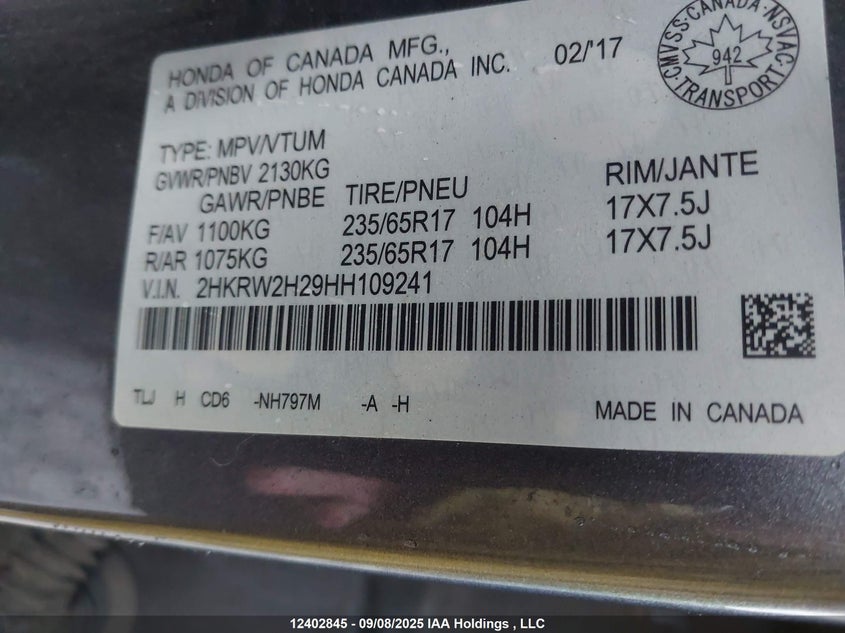 HONDA OF CANADA MFG.,
A DIVISION OF HONDA CANADA INC.
02/'17
CMVSS-CANADA-NSVAC
942
TRANSPORT
TYPE: MPV/VTUM
GVWR/PNBV 2130KG
GAWR/PNBE TIRE/PNEU RIM/JANTE
F/AV 1100KG 235/65R17 104H 17X7.5J
R/AR 1075KG 235/65R17 104H 17X7.5J
V.I.N. 2HKRW2H29HH109241
TLJ H CD6 -NH797M -A -H
MADE IN CANADA
12402845 - 09/08/2025 IAA Holdings , LLC